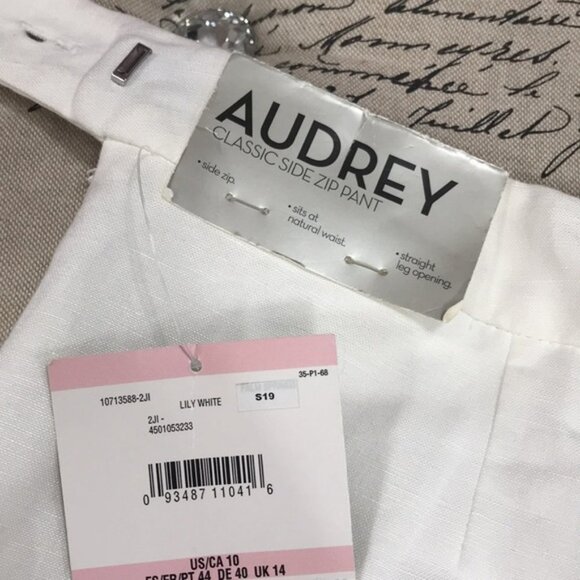 AUDREY
CLASSIC SIDE ZIP PANT
• side zip.
• sits at
natural waist.
• straight
leg opening.
35-P1-68
10713588-2JI
LILY WHITE
S19
2JI -
4501053233
0 93487 11041 6
US/CA 10
ES/FR/PT 44 DE 40 UK 14